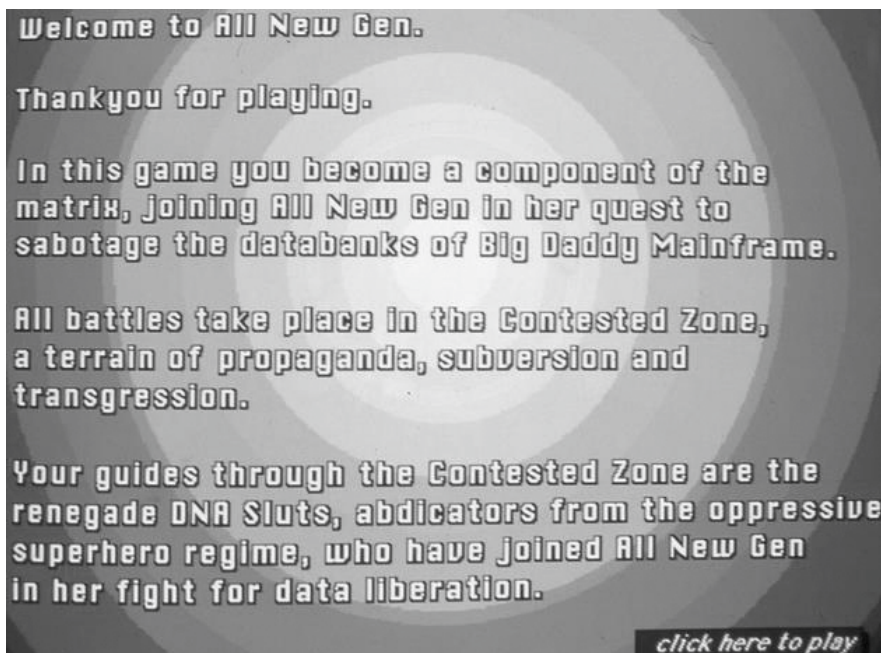 Welcome to All New Gen.
Thankyou for playing.
In this game you become a component of the
matrix, joining All New Gen in her quest to
sabotage the databanks of Big Daddy Mainframe.
All battles take place in the Contested Zone,
a terrain of propaganda, subversion and
transgression.
Your guides through the Contested Zone are the
renegade DNA Sluts, abdicators from the oppressive
superhero regime, who have joined All New Gen
in her fight for data liberation.
click here to play